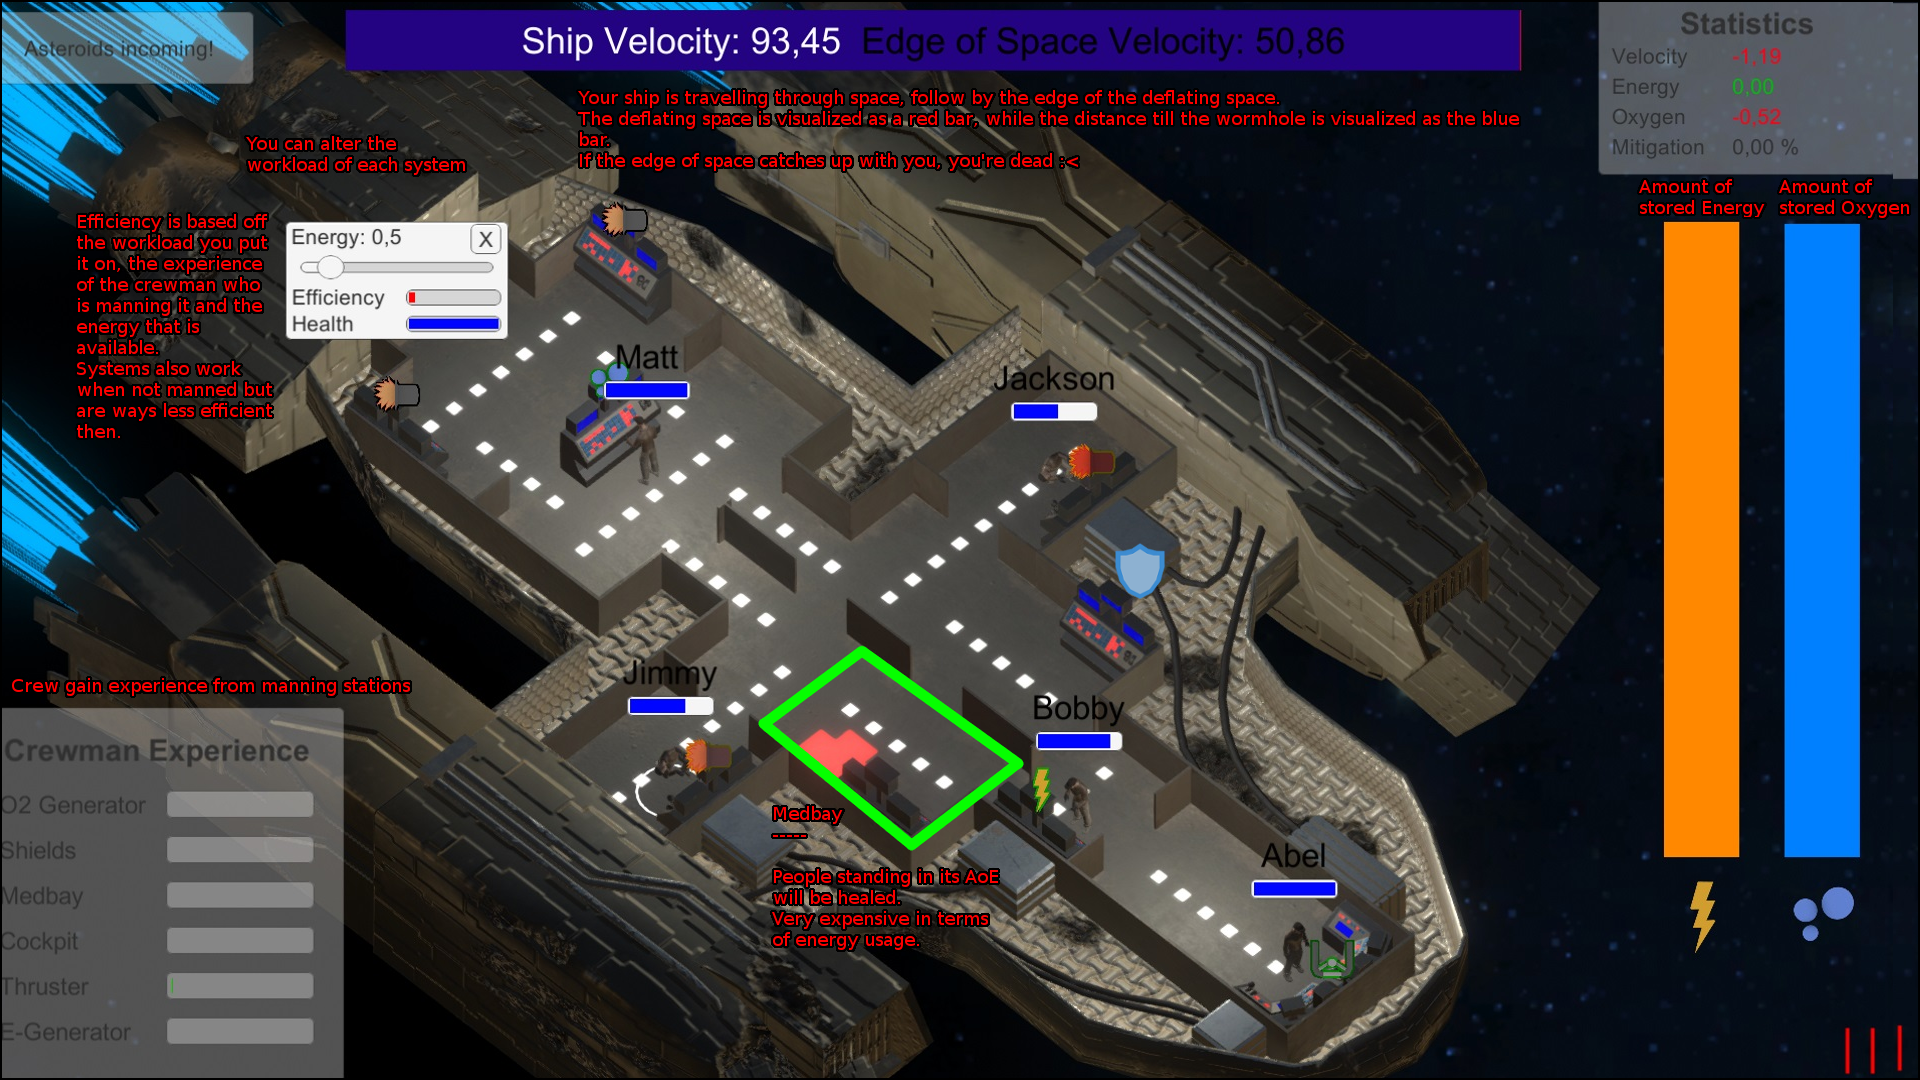 Asteroids incoming!
Ship Velocity: 93,45 Edge of Space Velocity: 50,86
Statistics
Velocity -1,19
Energy 0,00
Oxygen -0,52
Mitigation 0,00 %
Your ship is travelling through space, follow by the edge of the deflating space.
The deflating space is visualized as a red bar, while the distance till the wormhole is visualized as the blue
bar.
If the edge of space catches up with you, you're dead :<
You can alter the
workload of each system
Amount of
stored Energy
Amount of
stored Oxygen
Efficiency is based off
the workload you put
it on, the experience
of the crewman who
is manning it and the
energy that is
available.
Systems also work
when not manned but
are ways less efficient
then.
Energy: 0,5 X
Efficiency
Health
Matt
Jackson
Jimmy
Bobby
Abel
Crew gain experience from manning stations
Crewman Experience
O2 Generator
Shields
Medbay
Cockpit
Thruster
E-Generator
Medbay
-----
People standing in its AoE
will be healed.
Very expensive in terms
of energy usage.